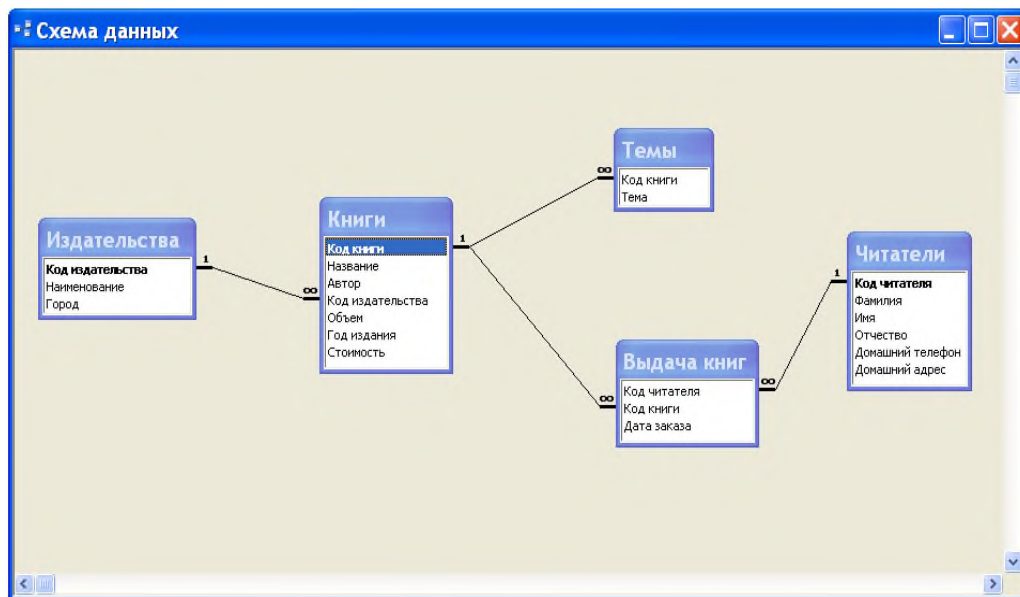 Схема данных
Издательства
Код издательства
Наименование
Город
1
∞
Книги
Код книги
Название
Автор
Код издательства
Объем
Год издания
Стоимость
1
∞
Темы
Код книги
Тема
∞
Выдача книг
Код читателя
Код книги
Дата заказа
∞
1
Читатели
Код читателя
Фамилия
Имя
Отчество
Домашний телефон
Домашний адрес